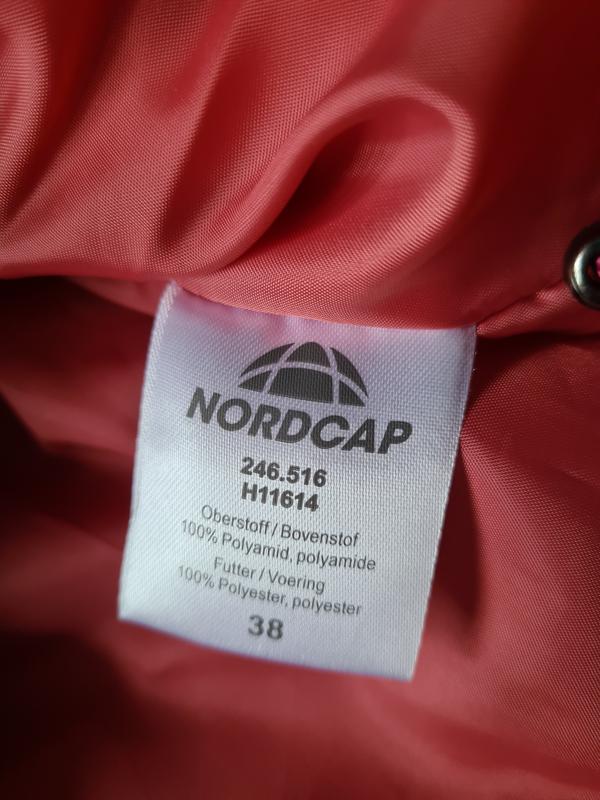 NORDCAP
246.516
H11614
Oberstoff / Bovenstof
100% Polyamid, polyamide
Futter / Voering
100% Polyester, polyester
38